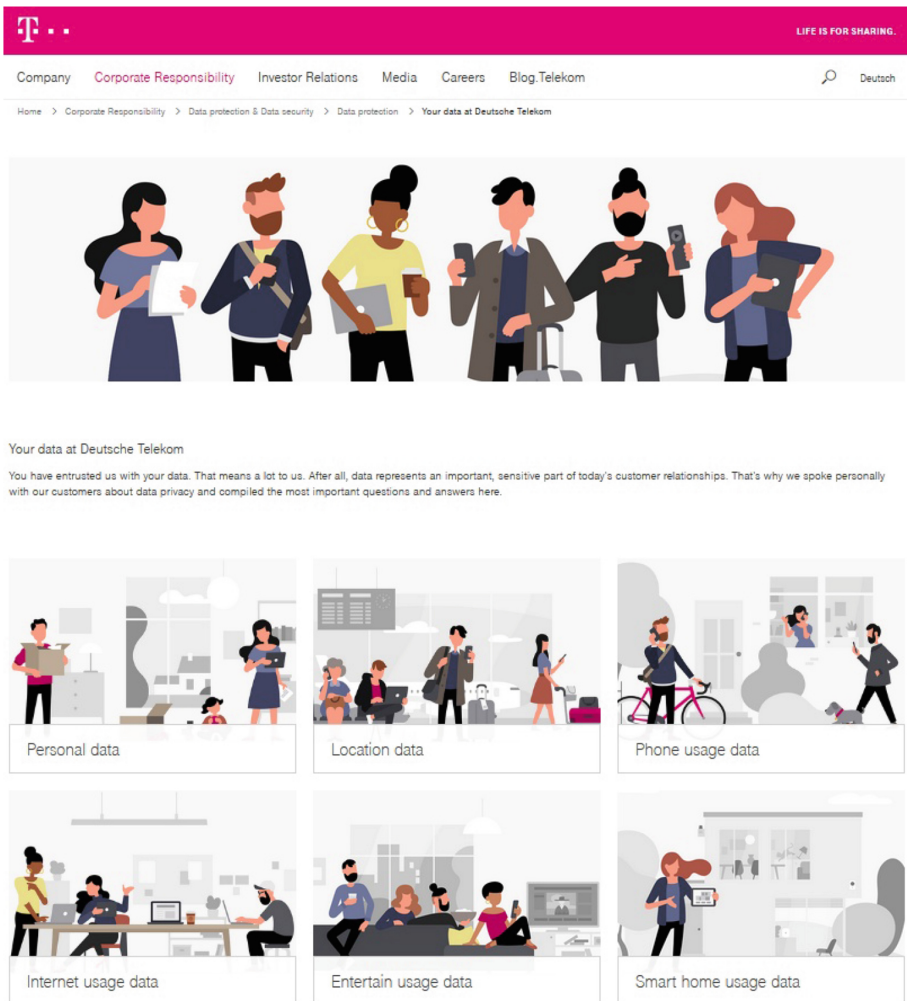 T
LIFE IS FOR SHARING.
Company Corporate Responsibility Investor Relations Media Careers Blog.Telekom Deutsch
Home > Corporate Responsibility > Data protection & Data security > Data protection > Your data at Deutsche Telekom
Your data at Deutsche Telekom
You have entrusted us with your data. That means a lot to us. After all, data represents an important, sensitive part of today's customer relationships. That's why we spoke personally
with our customers about data privacy and compiled the most important questions and answers here.
Personal data Location data Phone usage data
Internet usage data Entertain usage data Smart home usage data